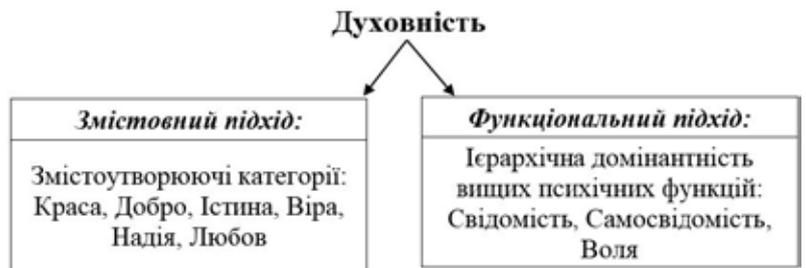 Духовність
Змістовний підхід:
Змістоутворюючі категорії:
Краса, Добро, Істина, Віра,
Надія, Любов
Функціональний підхід:
Ієрархічна домінантність
вищих психічних функцій:
Свідомість, Самосвідомість,
Воля